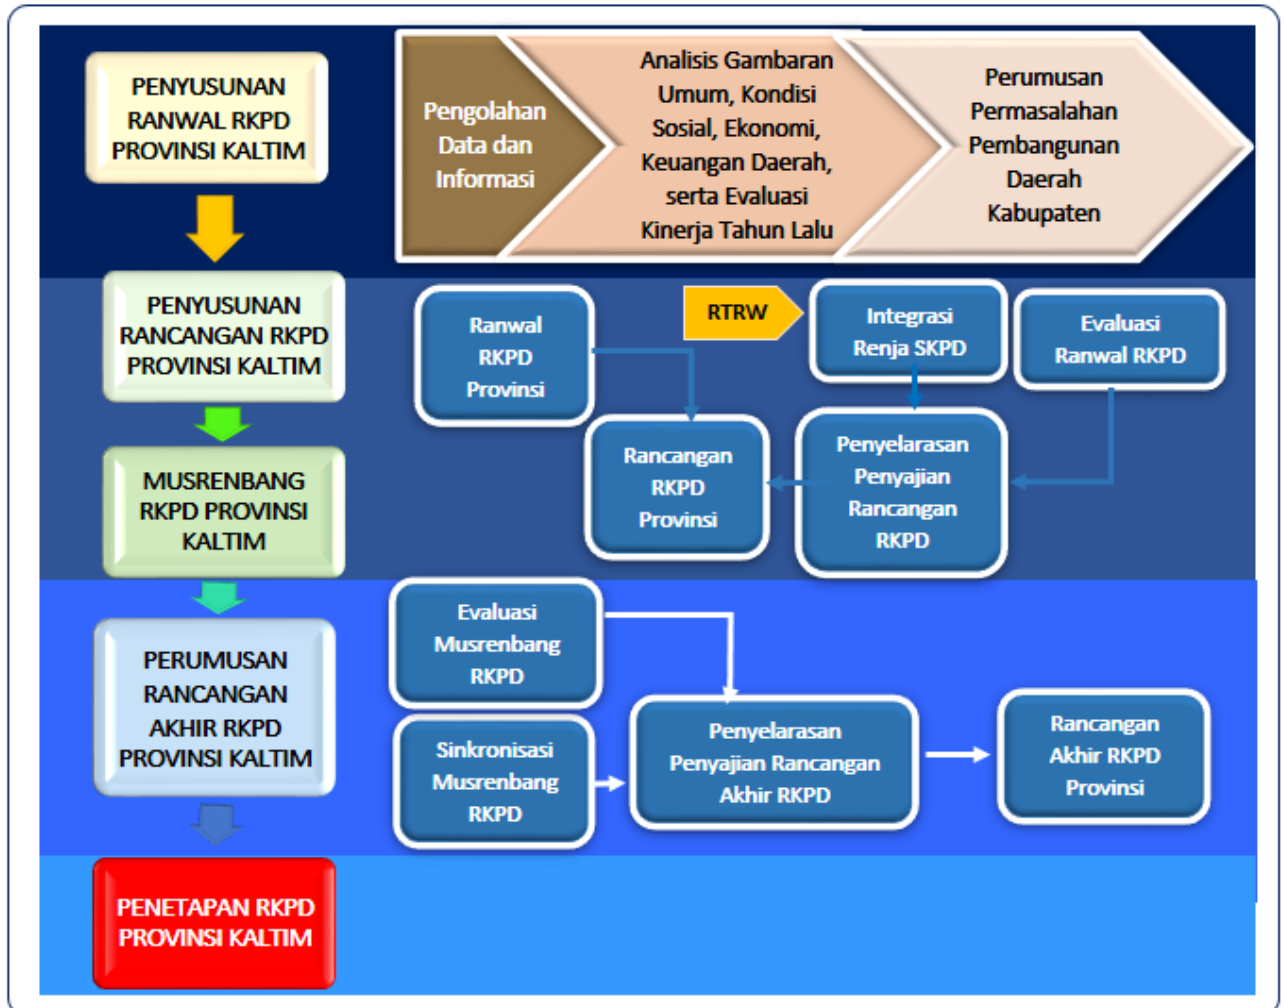 PENYUSUNAN
RANWAL RKPD
PROVINSI KALTIM
Pengolahan
Data dan
Informasi
Analisis Gambaran
Umum, Kondisi
Sosial, Ekonomi,
Keuangan Daerah,
serta Evaluasi
Kinerja Tahun Lalu
Perumusan
Permasalahan
Pembangunan
Daerah
Kabupaten
PENYUSUNAN
RANCANGAN RKPD
PROVINSI KALTIM
Ranwal
RKPD
Provinsi
RTRW
Integrasi
Renja SKPD
Evaluasi
Ranwal RKPD
Rancangan
RKPD
Provinsi
Penyelarasan
Penyajian
Rancangan
RKPD
MUSRENBANG
RKPD PROVINSI
KALTIM
PERUMUSAN
RANCANGAN
AKHIR RKPD
PROVINSI KALTIM
Evaluasi
Musrenbang
RKPD
Sinkronisasi
Musrenbang
RKPD
Penyelarasan
Penyajian Rancangan
Akhir RKPD
Rancangan
Akhir RKPD
Provinsi
PENETAPAN RKPD
PROVINSI KALTIM